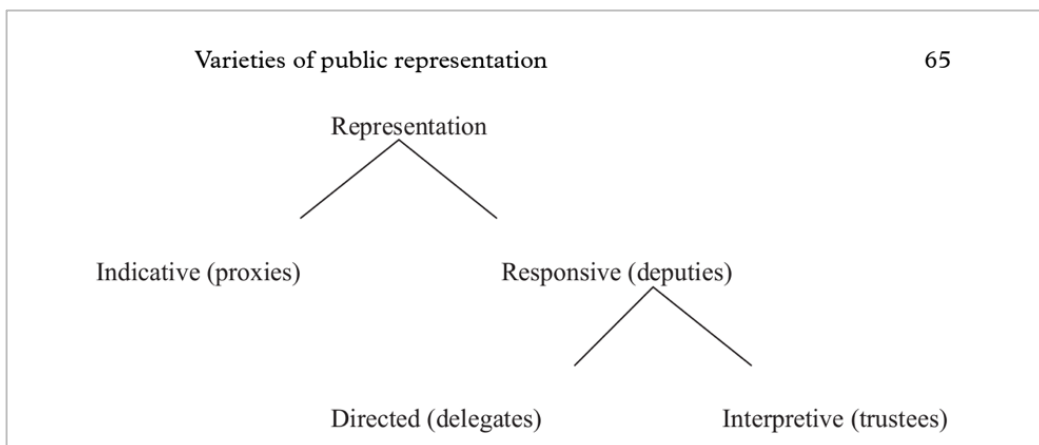 Varieties of public representation 65
Representation
Indicative (proxies) Responsive (deputies)
Directed (delegates) Interpretive (trustees)